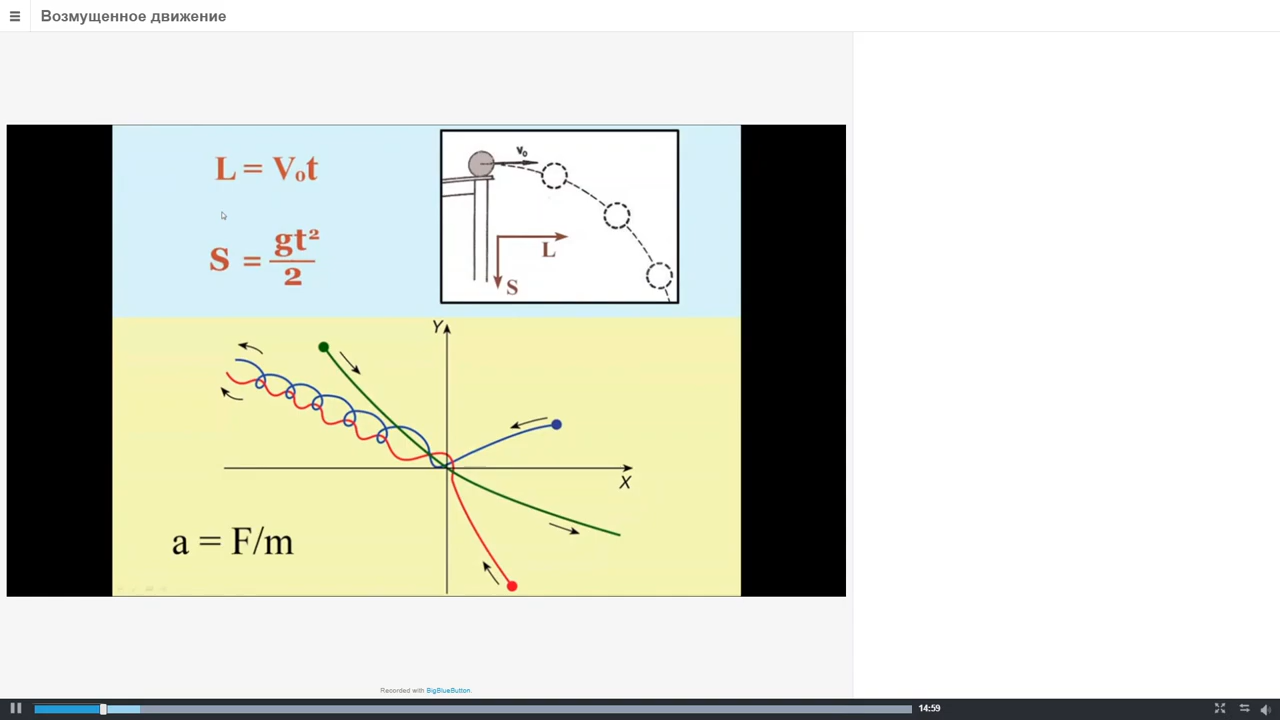 Возмущенное движение
L = V₀t
S = gt²/2
V₀
L
S
Y
X
a = F/m
Recorded with BigBlueButton.
14:59